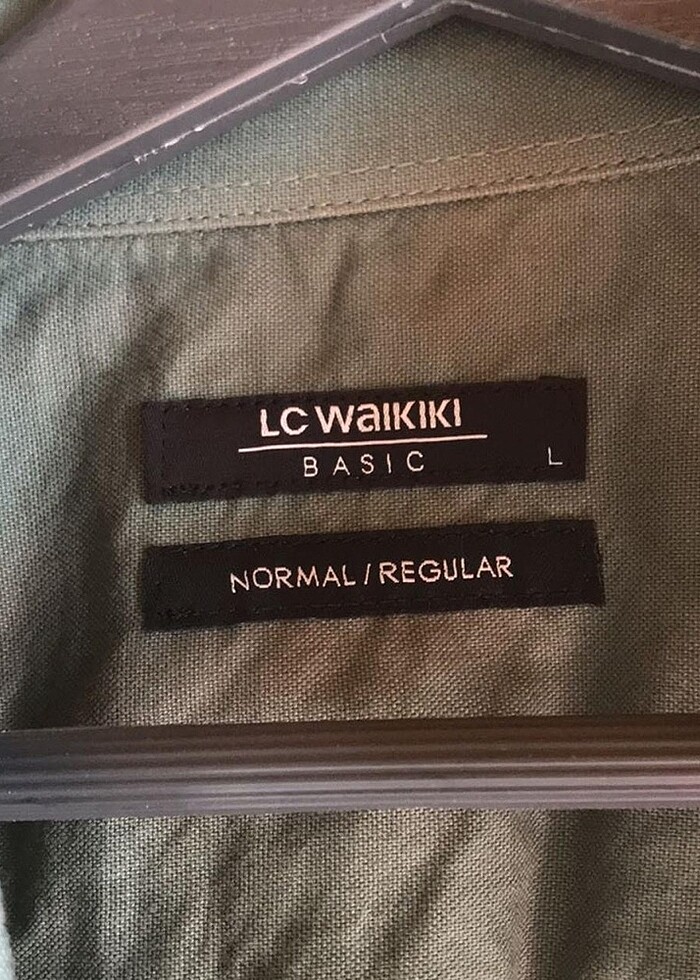 LC WAIKIKI
BASIC L
NORMAL / REGULAR